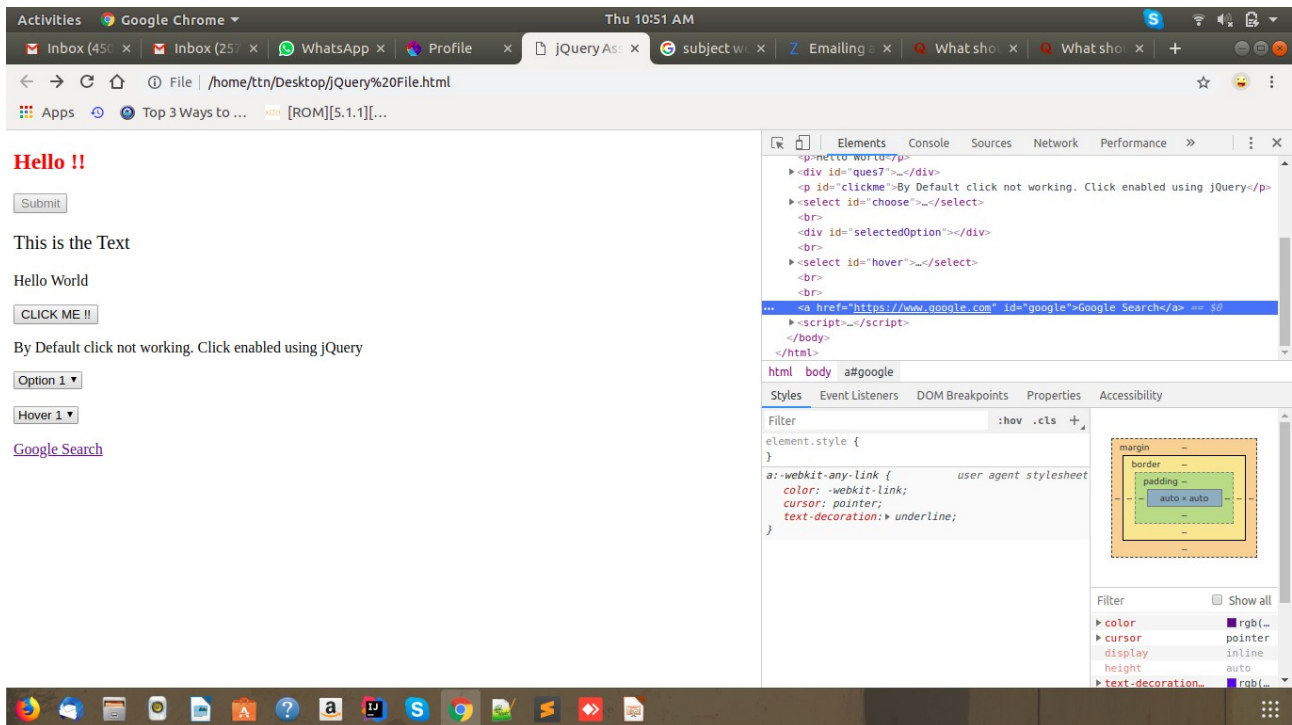 Activities Google Chrome ▾ Thu 10:51 AM
Inbox (450 × Inbox (257 × WhatsApp × Profile × jQuery As × subject w × Emailing a × What sho × What sho × +
File | /home/ttn/Desktop/jQuery%20File.html
Apps Top 3 Ways to ... [ROM][5.1.1][...
Hello !!
Submit
This is the Text
Hello World
CLICK ME !!
By Default click not working. Click enabled using jQuery
Option 1 ▾
Hover 1 ▾
Google Search
Elements Console Sources Network Performance »
<p>Hello World</p>
▶<div id="ques7">…</div>
<p id="clickme">By Default click not working. Click enabled using jQuery</p>
▶<select id="choose">…</select>
<br>
<div id="selectedOption"></div>
<br>
▶<select id="hover">…</select>
<br>
<br>
... <a href="https://www.google.com" id="google">Google Search</a> == $0
▶<script>…</script>
</body>
</html>
html body a#google
Styles Event Listeners DOM Breakpoints Properties Accessibility
Filter :hov .cls +
element.style {
}
a:-webkit-any-link { user agent stylesheet
color: -webkit-link;
cursor: pointer;
text-decoration:▶ underline;
}
margin –
border –
padding –
– – – auto × auto – – –
–
–
–
Filter Show all
▶ color rgb(…
▶ cursor pointer
display inline
height auto
▶ text-decoration… rgb(…